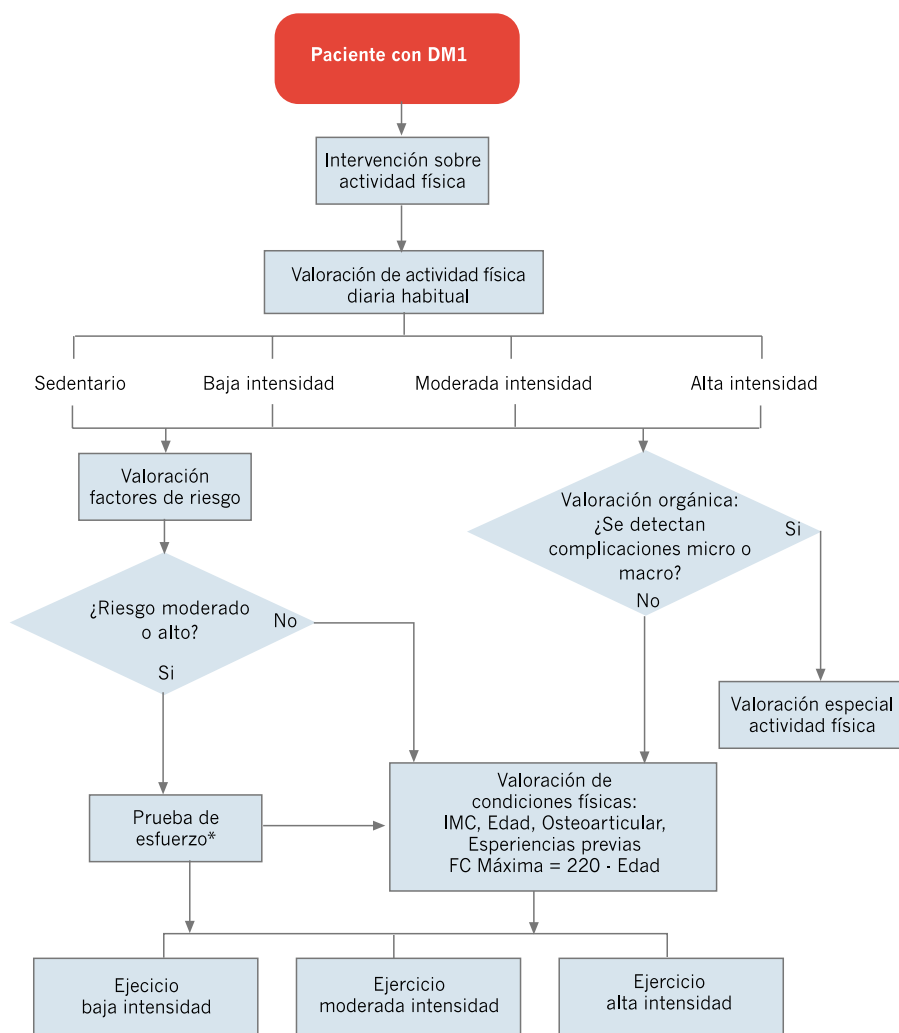 Paciente con DM1
Intervención sobre
actividad física
Valoración de actividad física
diaria habitual
Sedentario
Baja intensidad
Moderada intensidad
Alta intensidad
Valoración
factores de riesgo
Valoración orgánica:
¿Se detectan
complicaciones micro o
macro?
Si
No
¿Riesgo moderado
o alto?
No
Si
Valoración especial
actividad física
Prueba de
esfuerzo*
Valoración de
condiciones físicas:
IMC, Edad, Osteoarticular,
Esperiencias previas
FC Máxima = 220 - Edad
Ejecicio
baja intensidad
Ejercicio
moderada intensidad
Ejercicio
alta intensidad